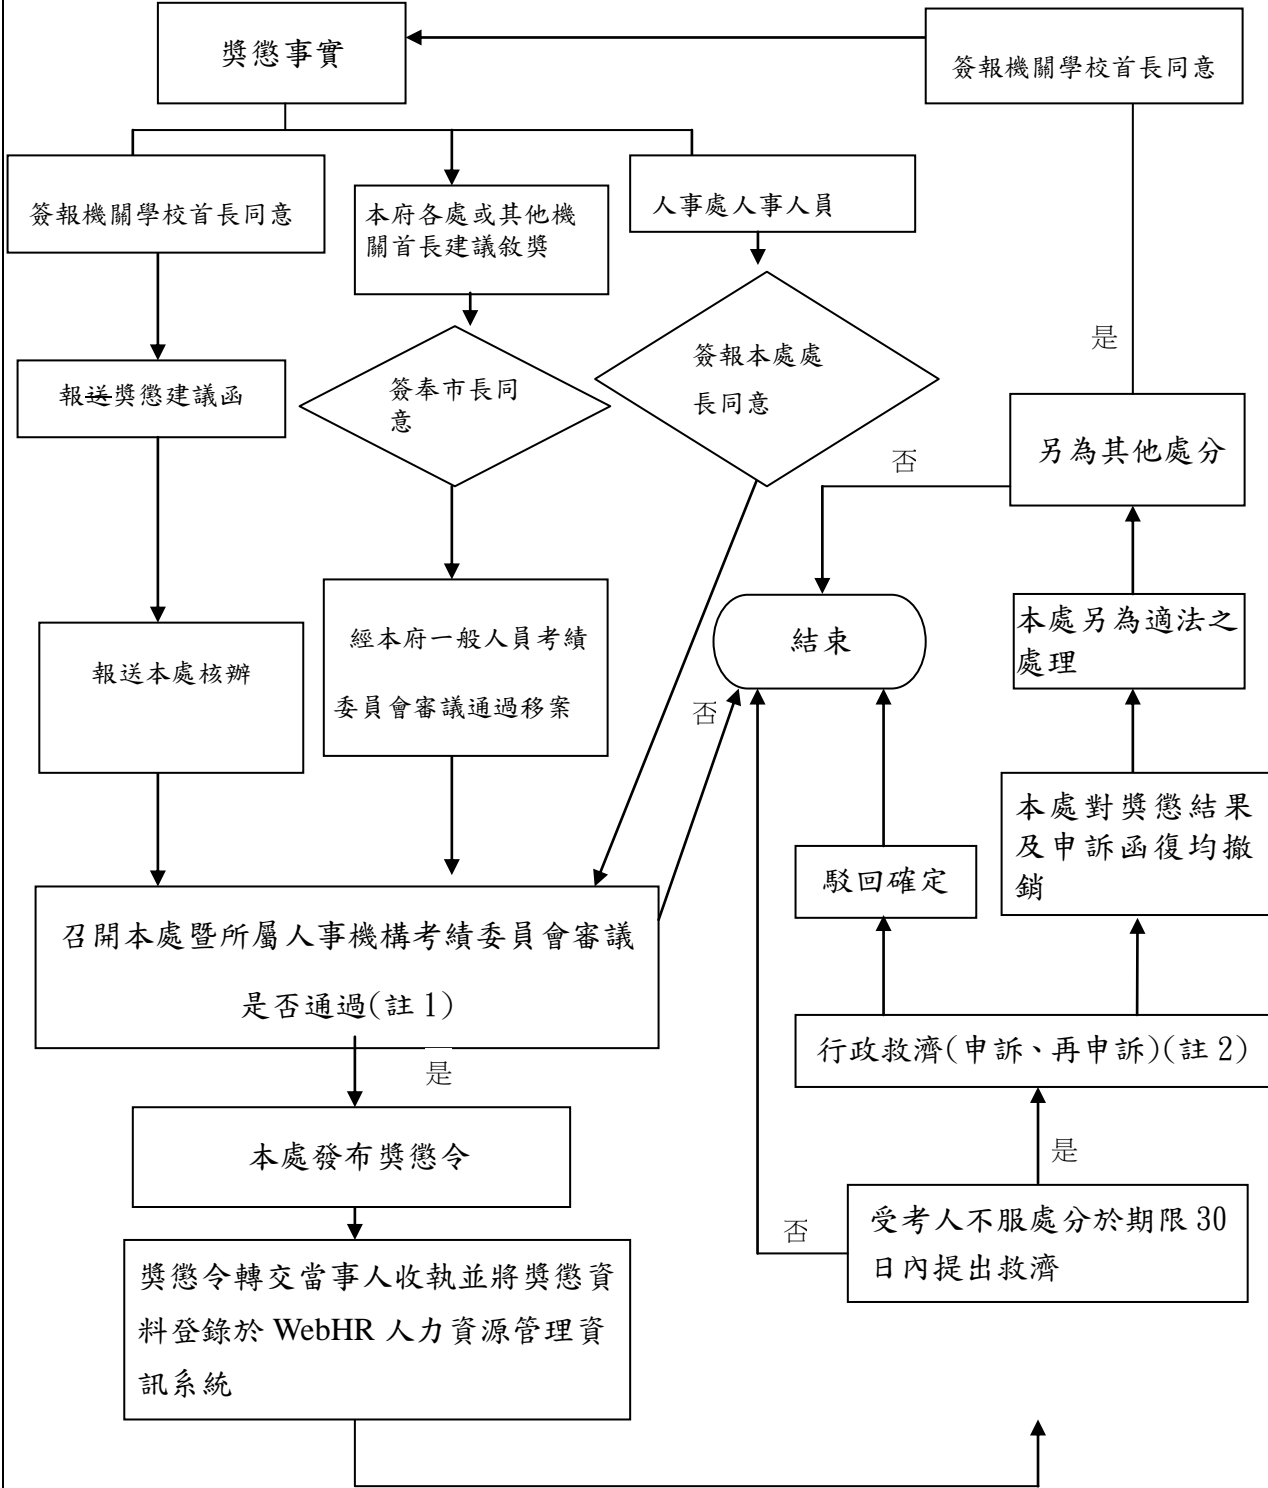 獎懲事實
簽報機關學校首長同意
簽報機關學校首長同意
本府各處或其他機
關首長建議敘獎
人事處人事人員
報送獎懲建議函
簽奉市長同
意
簽報本處處
長同意
是
另為其他處分
否
報送本處核辦
經本府一般人員考績
委員會審議通過移案
結束
否
本處另為適法之
處理
本處對獎懲結果
及申訴函復均撤
銷
駁回確定
召開本處暨所屬人事機構考績委員會審議
是否通過(註1)
是
行政救濟(申訴、再申訴)(註2)
是
本處發布獎懲令
否
受考人不服處分於期限30
日內提出救濟
獎懲令轉交當事人收執並將獎懲資
料登錄於 WebHR 人力資源管理資
訊系統